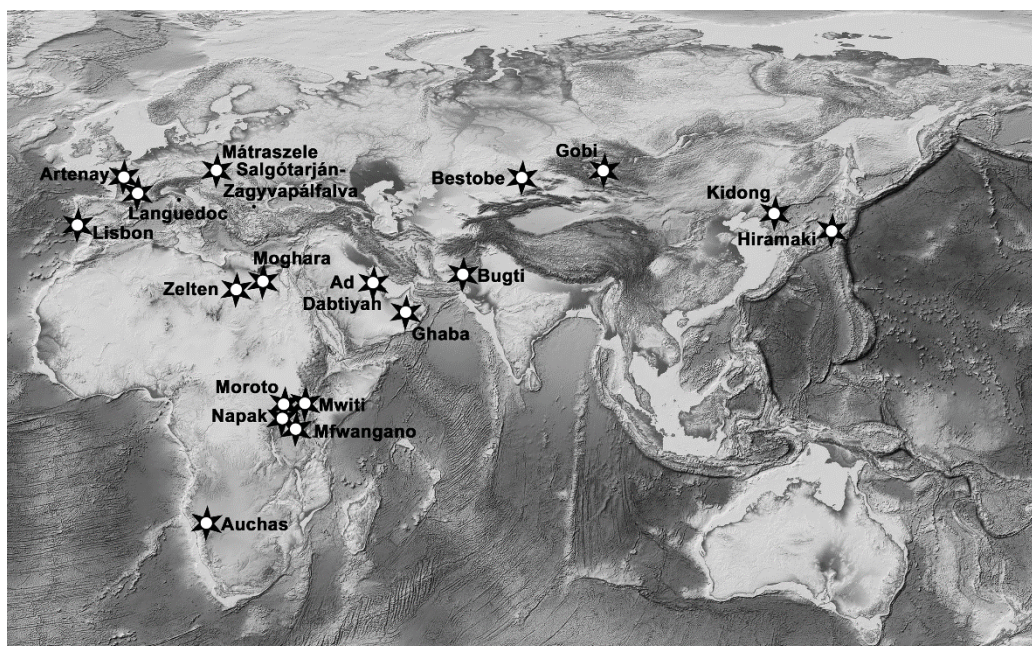 Mátraszele
Salgótarján-
Zagyvapálfalva
Artenay
Languedoc
Lisbon
Bestobe
Gobi
Kidong
Hiramaki
Moghara
Zelten
Ad
Dabtiyah
Ghaba
Bugti
Moroto
Mwiti
Napak
Mfwangano
Auchas